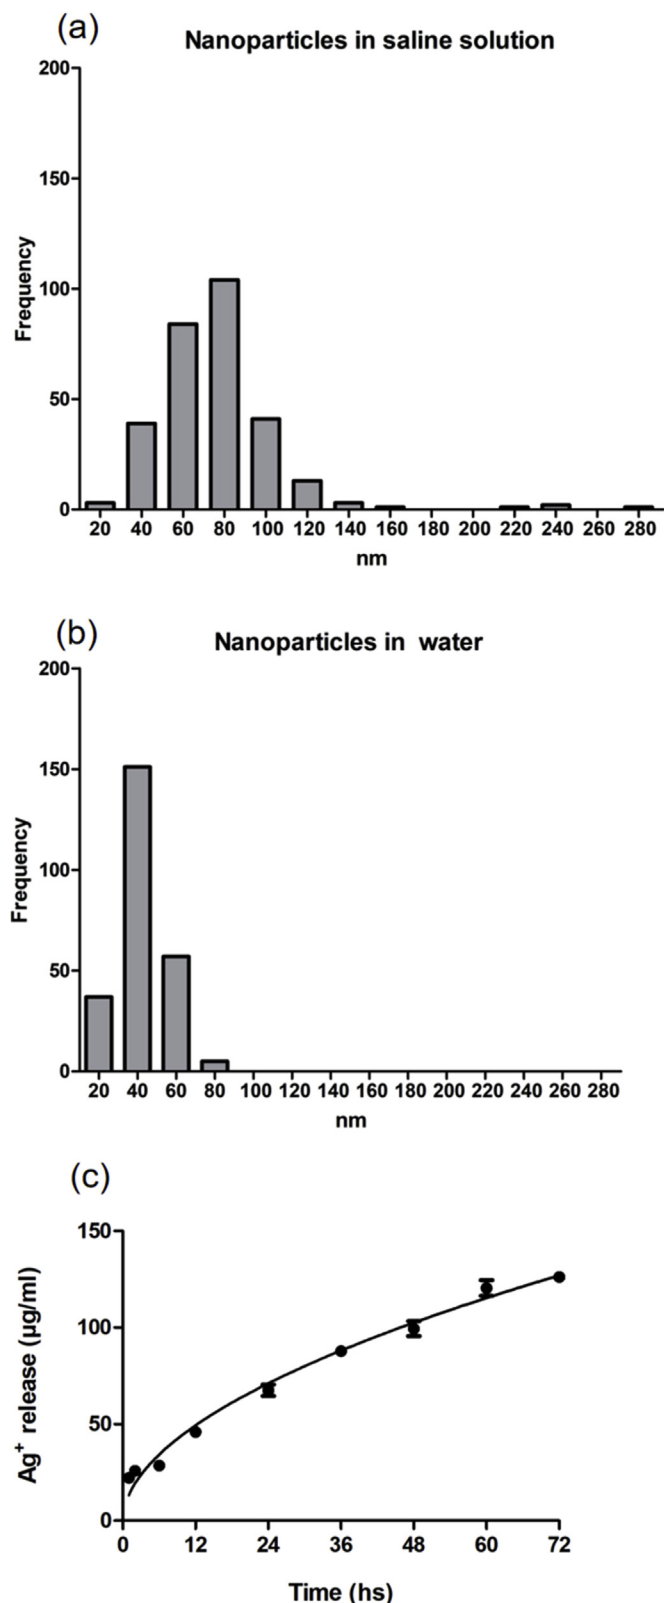 (a)
Nanoparticles in saline solution
200
150
100
50
0
Frequency
20 40 60 80 100 120 140 160 180 200 220 240 260 280
nm
(b)
Nanoparticles in water
200
150
100
50
0
Frequency
20 40 60 80 100 120 140 160 180 200 220 240 260 280
nm
(c)
150
100
50
0
Ag⁺ release (µg/ml)
0 12 24 36 48 60 72
Time (hs)